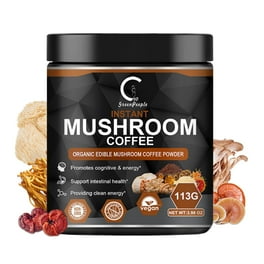 GreenPeople
INSTANT
MUSHROOM
COFFEE
ORGANIC EDIBLE MUSHROOM COFFEE POWDER
Promotes cognitive & energy*
Support intestinal health*
Providing clean energy*
113G
NET WT:3.98 OZ
vegan